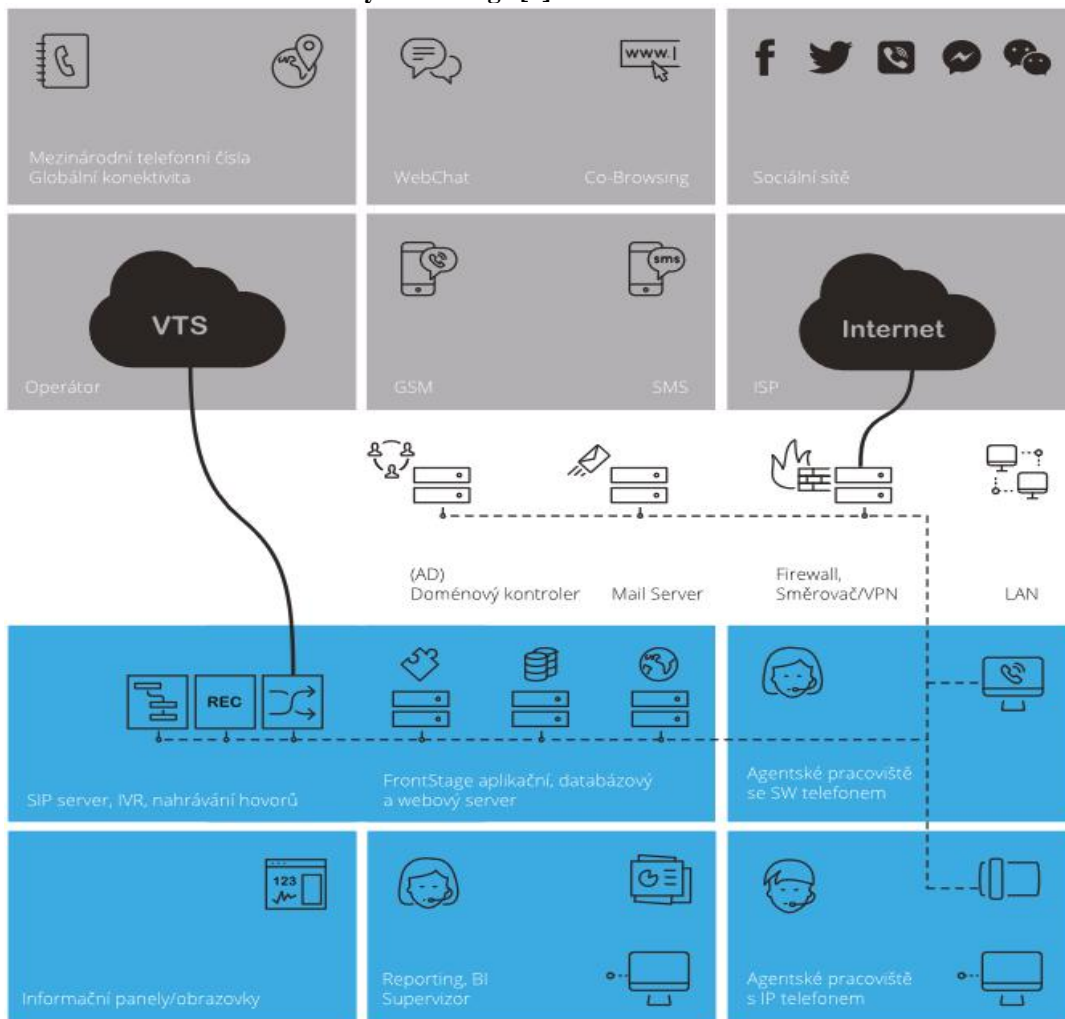 Mezinárodní telefonní čísla
Globální konektivita
www.
WebChat
Co-Browsing
Sociální sítě
VTS
Operátor
sms
GSM
SMS
Internet
ISP
(AD)
Doménový kontroler
Mail Server
Firewall,
Směrovač/VPN
LAN
REC
SIP server, IVR, nahrávání hovorů
FrontStage aplikační, databázový
a webový server
Agentské pracoviště
se SW telefonem
123
Informační panely/obrazovky
Reporting, BI
Supervizor
Agentské pracoviště
s IP telefonem